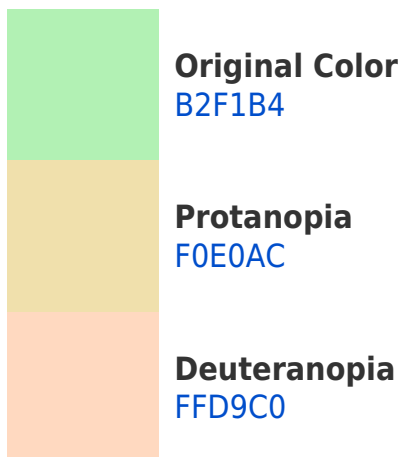 Original Color
B2F1B4
Protanopia
F0E0AC
Deuteranopia
FFD9C0